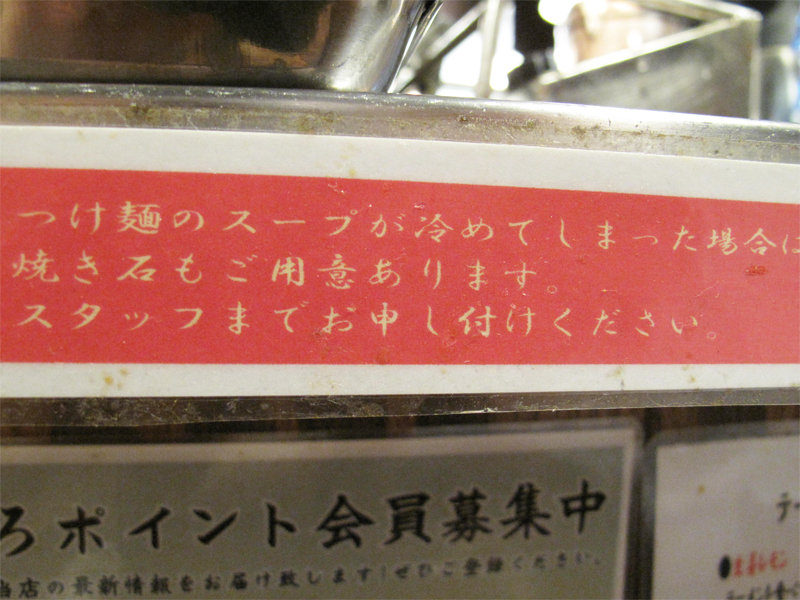 つけ麺のスープが冷めてしまった場合は
焼き石もご用意あります。
スタッフまでお申し付けください。
ろポイント会員募集中
当店の最新情報をお届け致します!ぜひご登録ください。